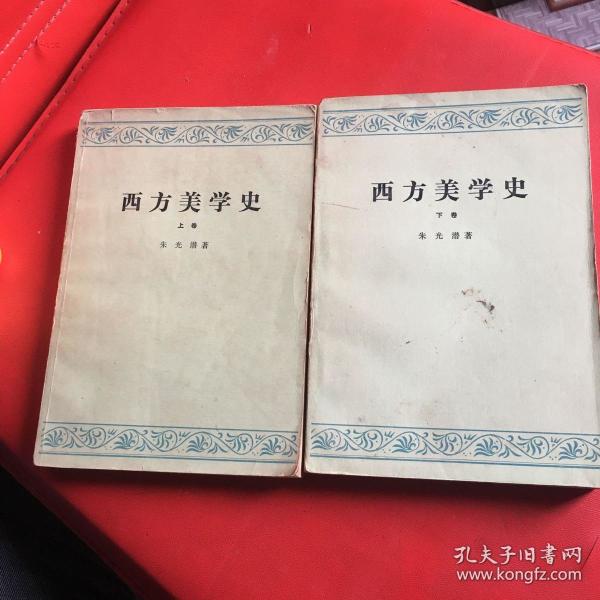 西方美学史
上卷
朱光潜著
西方美学史
下卷
朱光潜著
孔夫子旧书网
www.kongfz.com